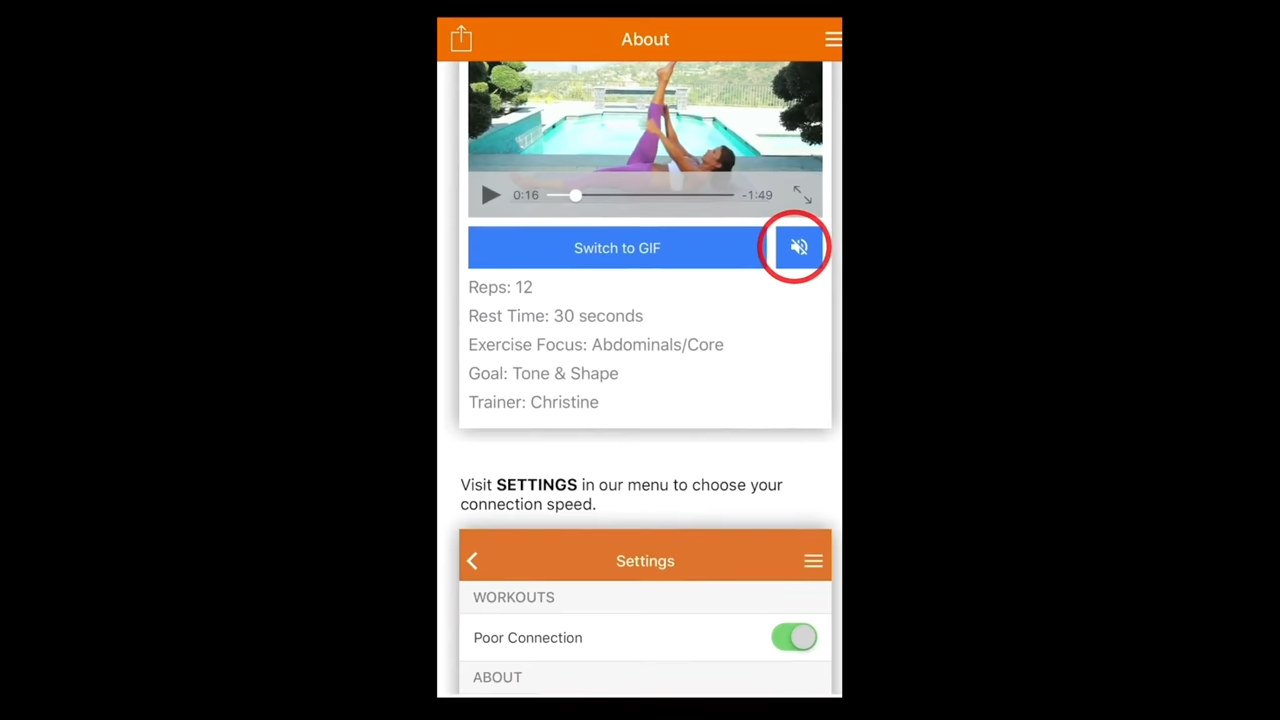 About
0:16
-1:49
Switch to GIF
Reps: 12
Rest Time: 30 seconds
Exercise Focus: Abdominals/Core
Goal: Tone & Shape
Trainer: Christine
Visit SETTINGS in our menu to choose your
connection speed.
Settings
WORKOUTS
Poor Connection
ABOUT